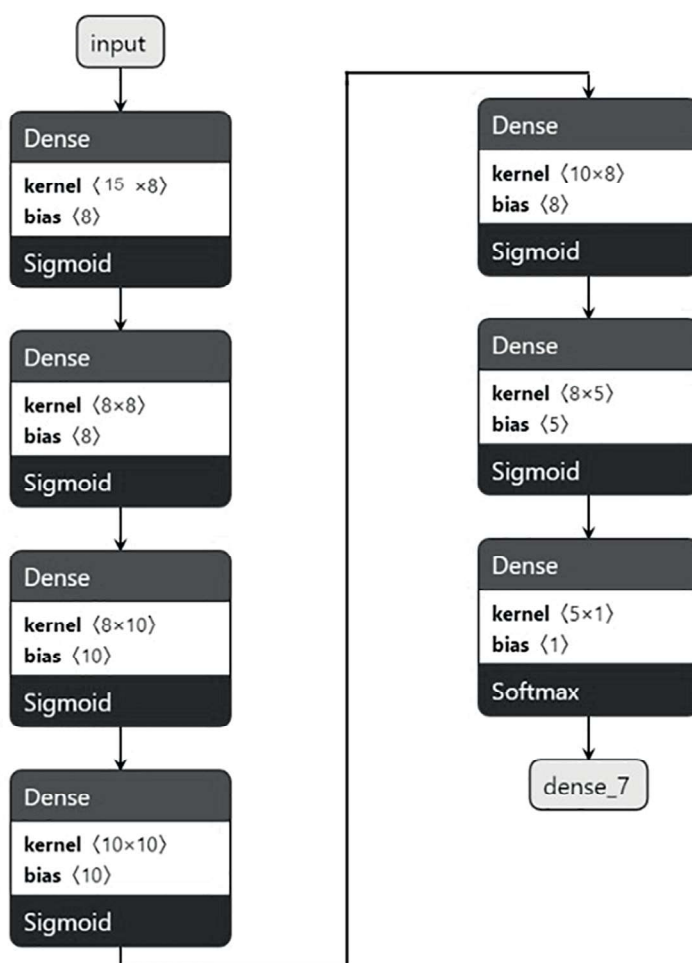 input
Dense
kernel ⟨15 ×8⟩
bias ⟨8⟩
Sigmoid
Dense
kernel ⟨8×8⟩
bias ⟨8⟩
Sigmoid
Dense
kernel ⟨8×10⟩
bias ⟨10⟩
Sigmoid
Dense
kernel ⟨10×10⟩
bias ⟨10⟩
Sigmoid
Dense
kernel ⟨10×8⟩
bias ⟨8⟩
Sigmoid
Dense
kernel ⟨8×5⟩
bias ⟨5⟩
Sigmoid
Dense
kernel ⟨5×1⟩
bias ⟨1⟩
Softmax
dense_7